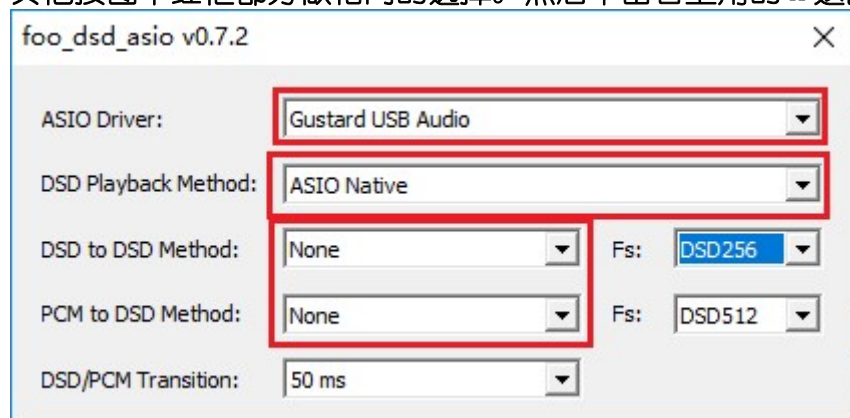 foo_dsd_asio v0.7.2
ASIO Driver: Gustard USB Audio
DSD Playback Method: ASIO Native
DSD to DSD Method: None Fs: DSD256
PCM to DSD Method: None Fs: DSD512
DSD/PCM Transition: 50 ms